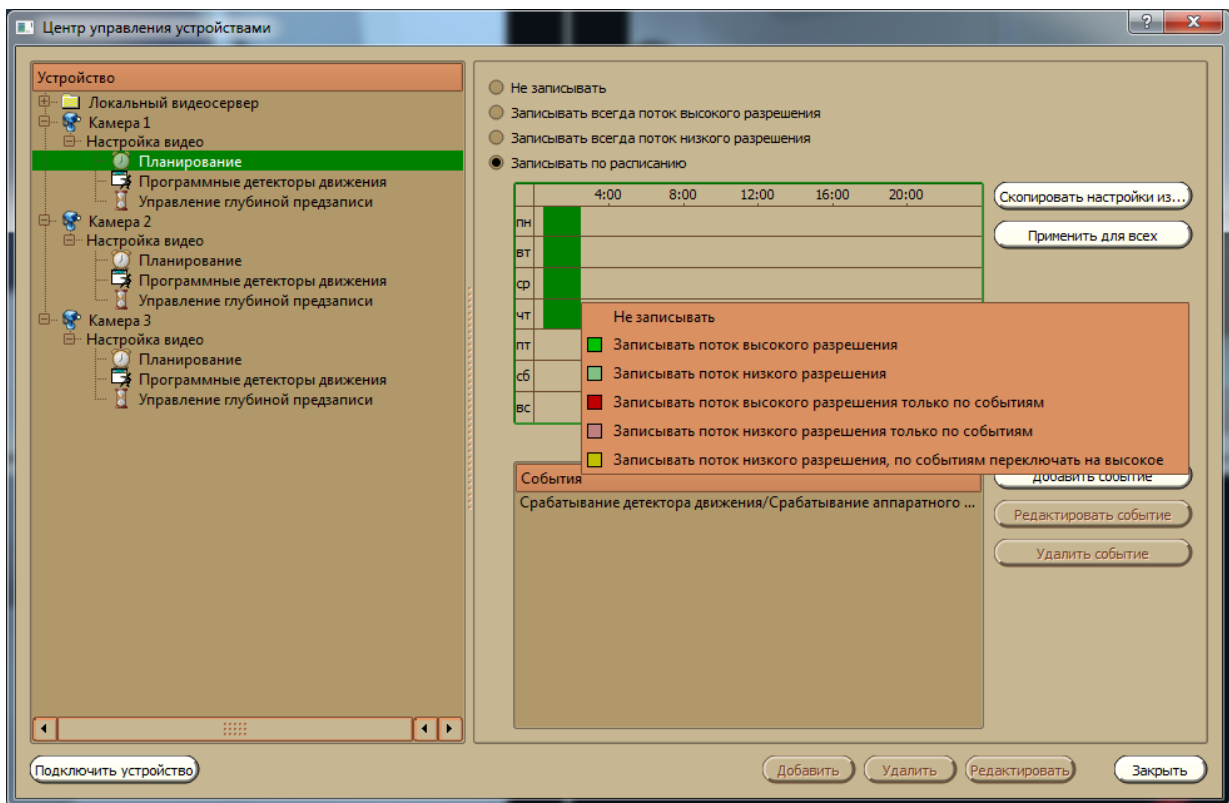 Центр управления устройствами
Устройство
Локальный видеосервер
Камера 1
Настройка видео
Планирование
Программные детекторы движения
Управление глубиной предзаписи
Камера 2
Настройка видео
Планирование
Программные детекторы движения
Управление глубиной предзаписи
Камера 3
Настройка видео
Планирование
Программные детекторы движения
Управление глубиной предзаписи
Не записывать
Записывать всегда поток высокого разрешения
Записывать всегда поток низкого разрешения
Записывать по расписанию
4:00 8:00 12:00 16:00 20:00
пн
вт
ср
чт
пт
сб
вс
Скопировать настройки из...
Применить для всех
Не записывать
Записывать поток высокого разрешения
Записывать поток низкого разрешения
Записывать поток высокого разрешения только по событиям
Записывать поток низкого разрешения только по событиям
Записывать поток низкого разрешения, по событиям переключать на высокое
События
Срабатывание детектора движения/Срабатывание аппаратного ...
Добавить событие
Редактировать событие
Удалить событие
Подключить устройство
Добавить
Удалить
Редактировать
Закрыть